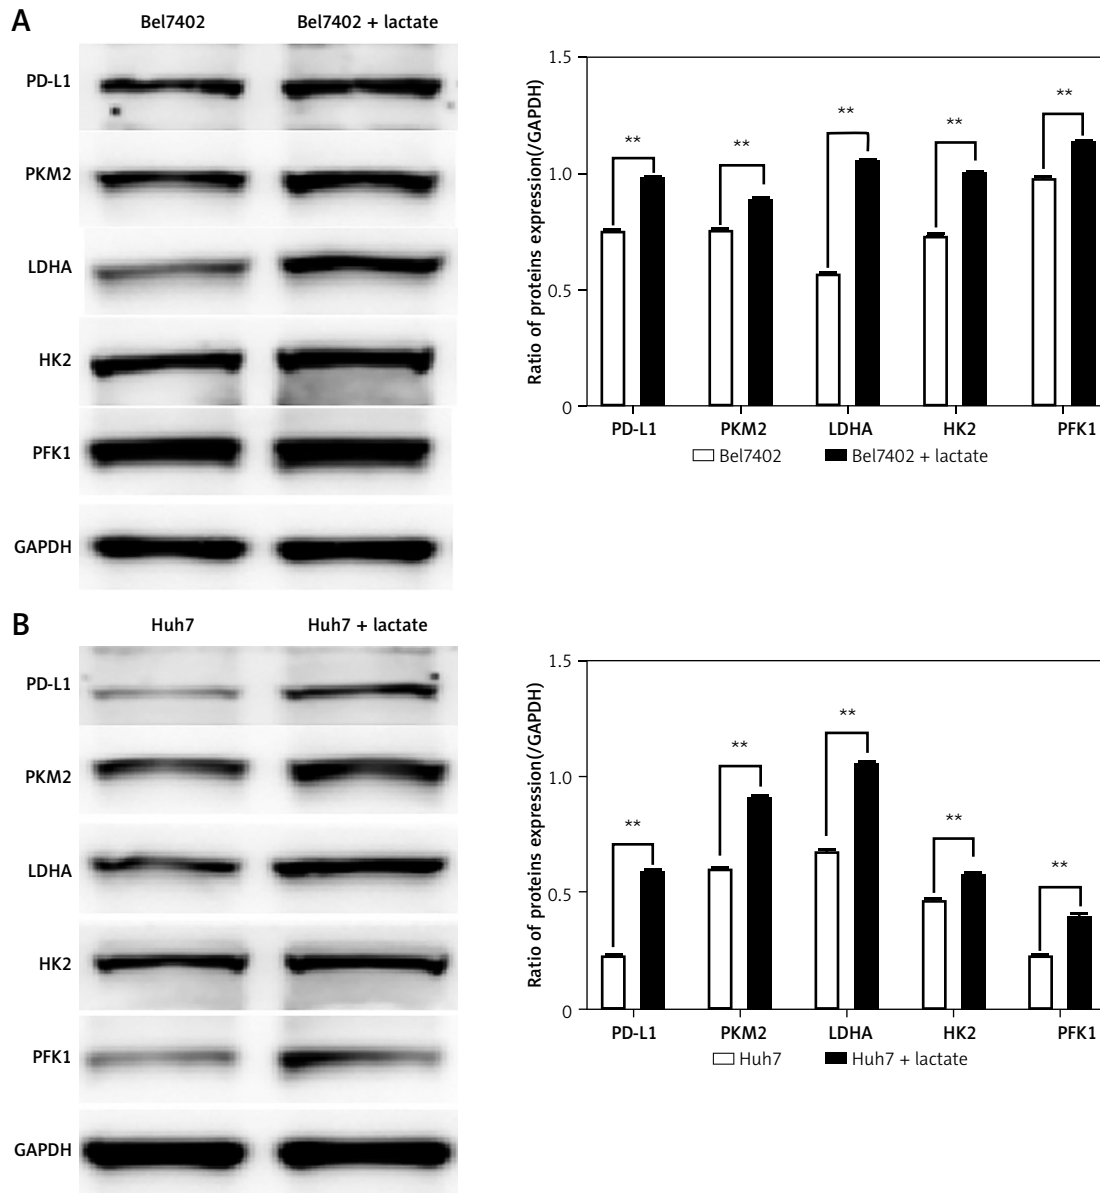 A
Bel7402
Bel7402 + lactate
PD-L1
PKM2
LDHA
HK2
PFK1
GAPDH
Ratio of proteins expression(/GAPDH)
1.5
1.0
0.5
0
**
**
**
**
**
PD-L1
PKM2
LDHA
HK2
PFK1
Bel7402
Bel7402 + lactate
B
Huh7
Huh7 + lactate
PD-L1
PKM2
LDHA
HK2
PFK1
GAPDH
Ratio of proteins expression(/GAPDH)
1.5
1.0
0.5
0
**
**
**
**
**
PD-L1
PKM2
LDHA
HK2
PFK1
Huh7
Huh7 + lactate